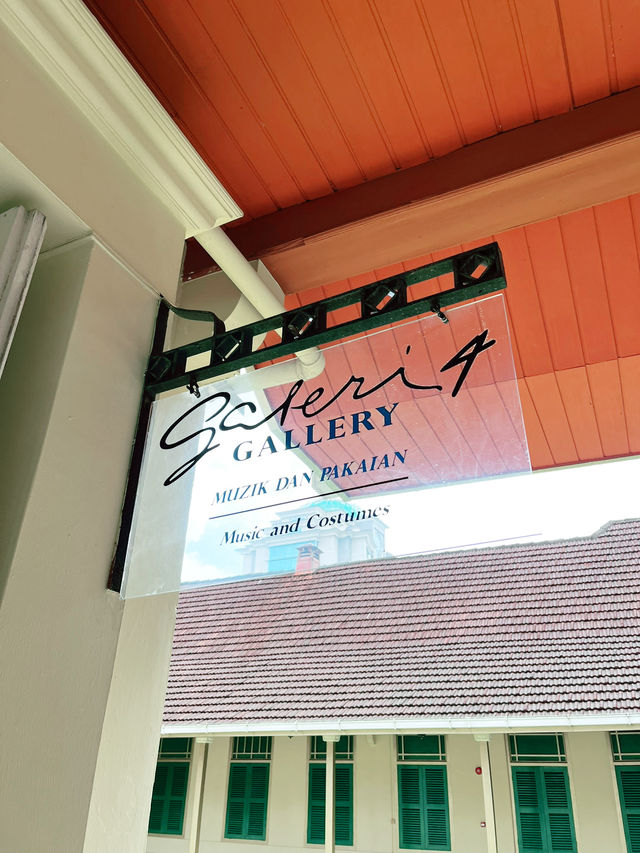 Galeri 4
GALLERY
MUZIK DAN PAKAIAN
Music and Costumes